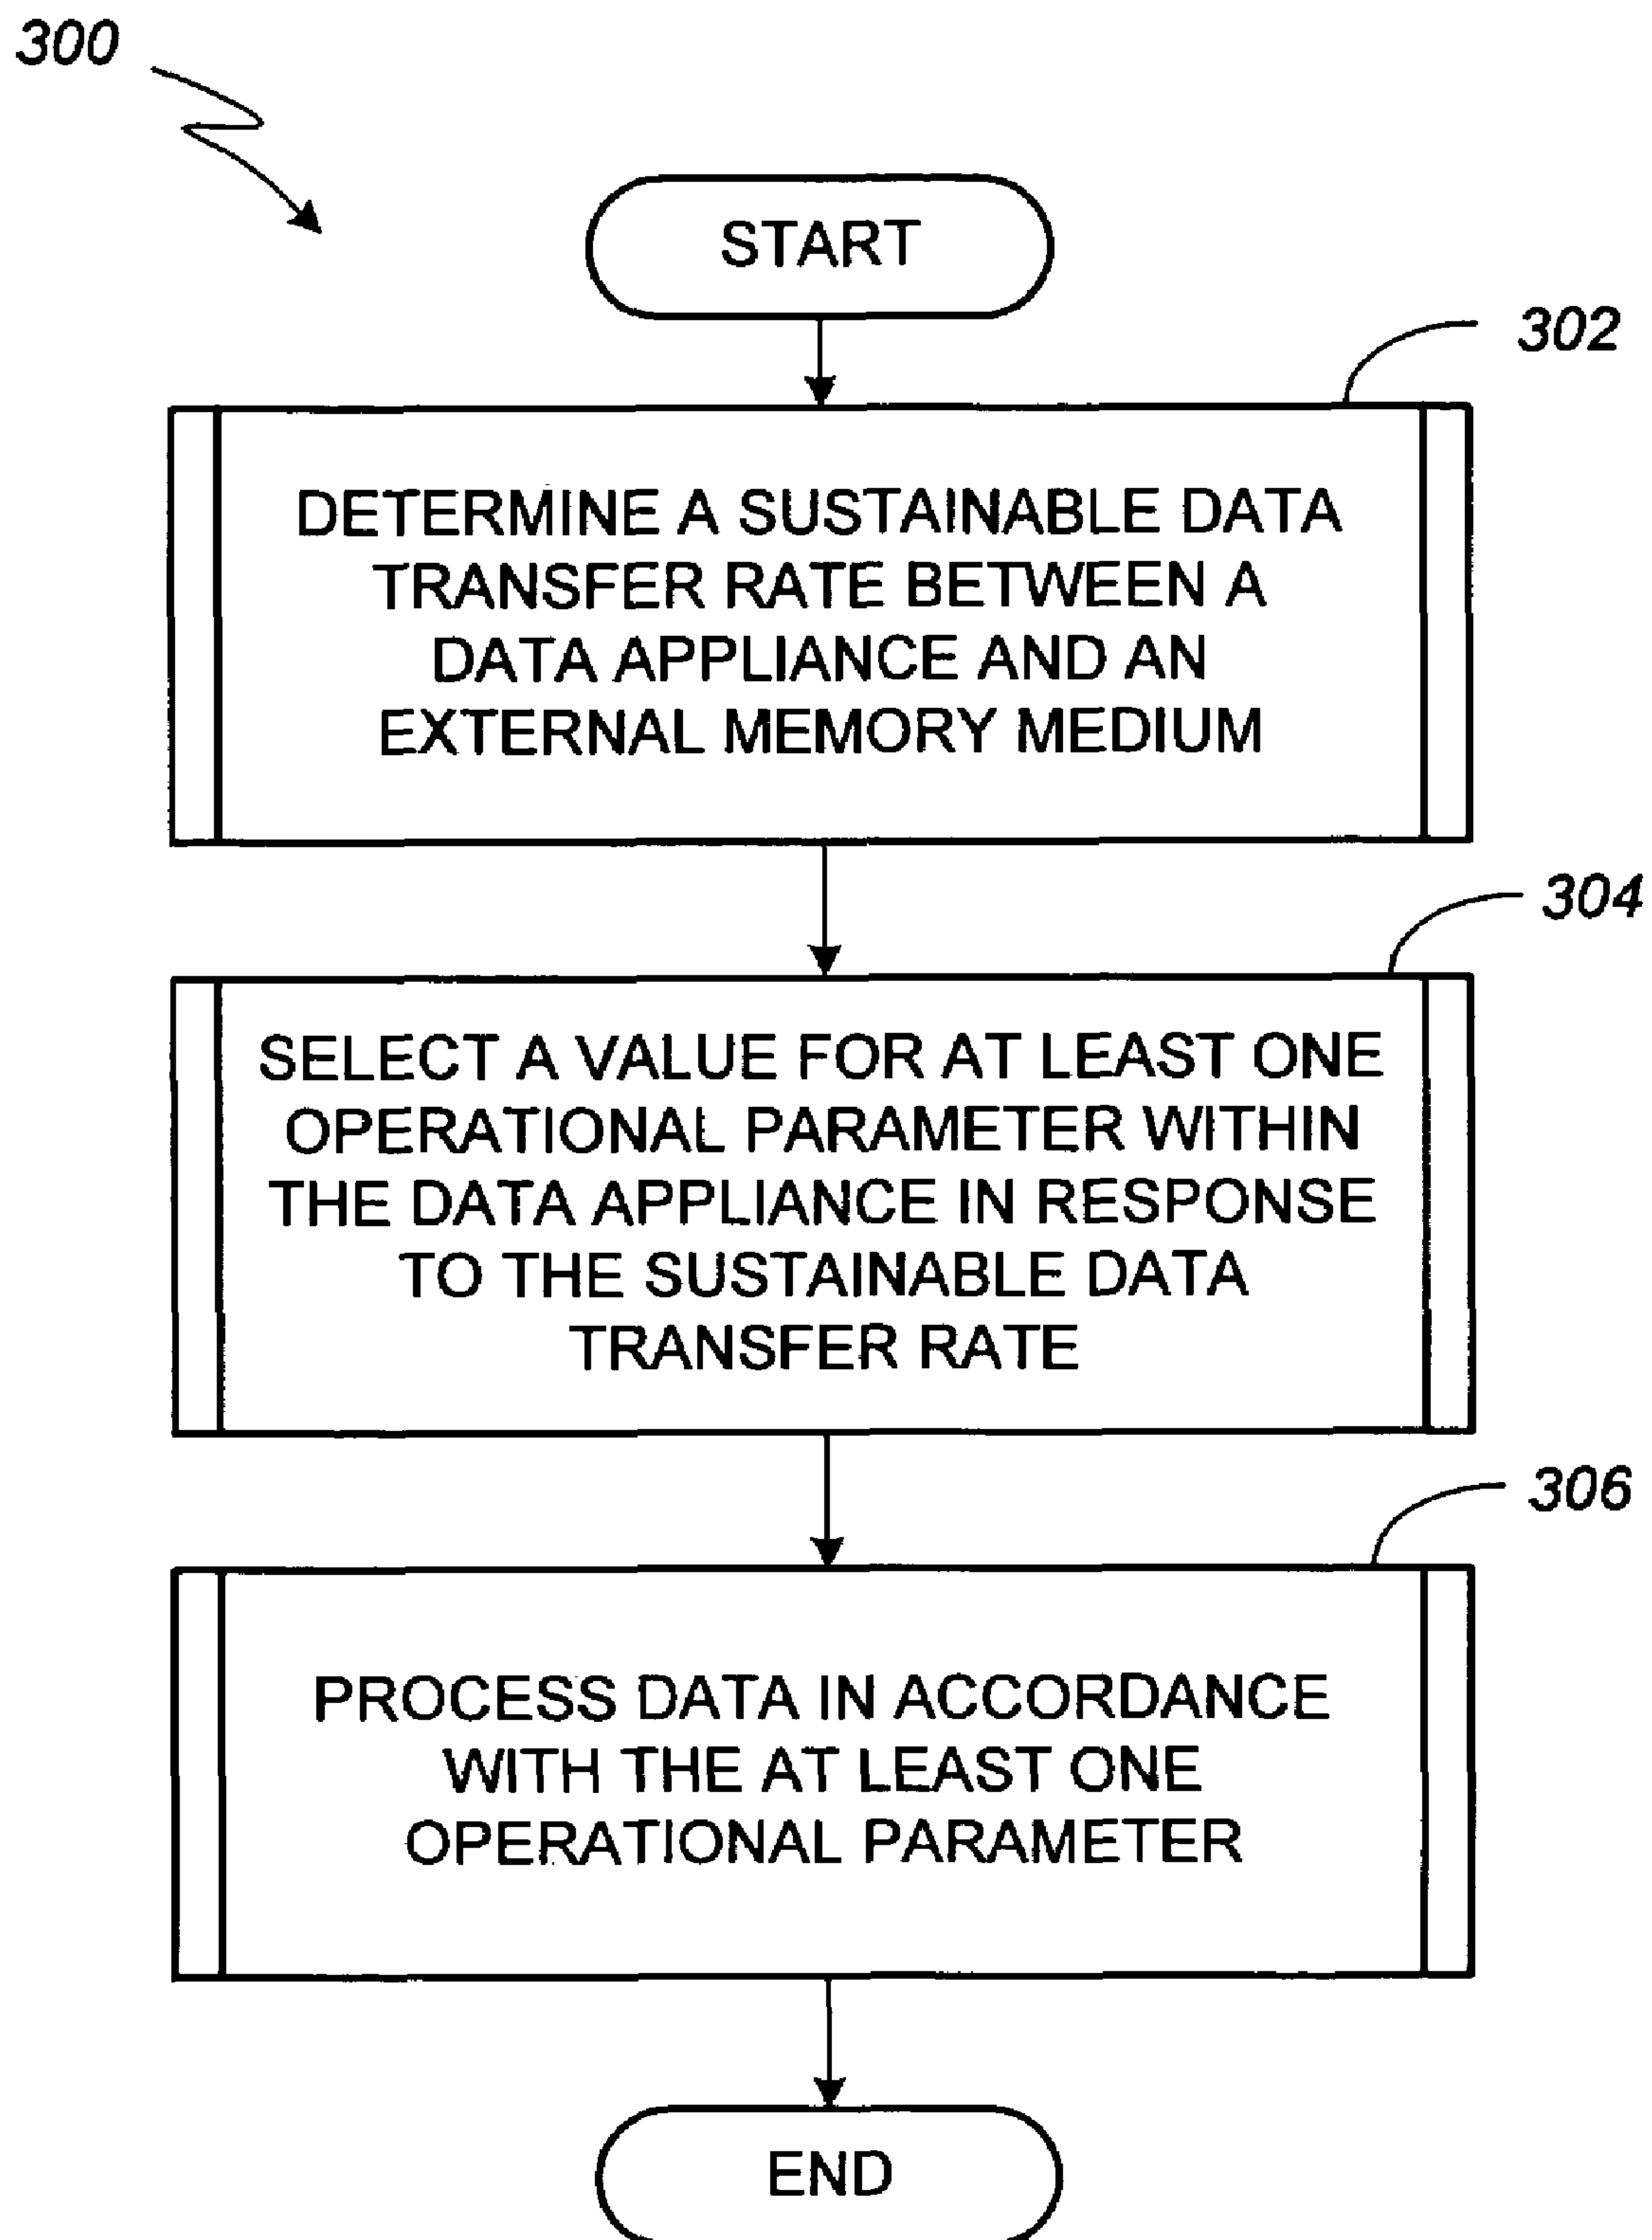 300
START
302
DETERMINE A SUSTAINABLE DATA
TRANSFER RATE BETWEEN A
DATA APPLIANCE AND AN
EXTERNAL MEMORY MEDIUM
304
SELECT A VALUE FOR AT LEAST ONE
OPERATIONAL PARAMETER WITHIN
THE DATA APPLIANCE IN RESPONSE
TO THE SUSTAINABLE DATA
TRANSFER RATE
306
PROCESS DATA IN ACCORDANCE
WITH THE AT LEAST ONE
OPERATIONAL PARAMETER
END